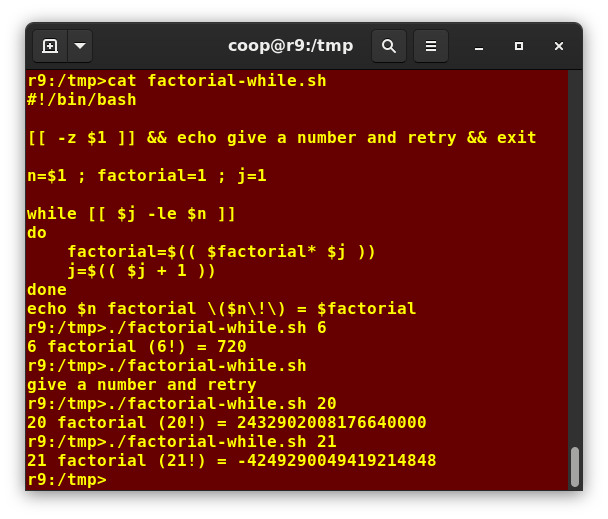 coop@r9:/tmp
r9:/tmp>cat factorial-while.sh
#!/bin/bash
[[ -z $1 ]] && echo give a number and retry && exit
n=$1 ; factorial=1 ; j=1
while [[ $j -le $n ]]
do
    factorial=$(( $factorial* $j ))
    j=$(( $j + 1 ))
done
echo $n factorial \($n\!\) = $factorial
r9:/tmp>./factorial-while.sh 6
6 factorial (6!) = 720
r9:/tmp>./factorial-while.sh
give a number and retry
r9:/tmp>./factorial-while.sh 20
20 factorial (20!) = 2432902008176640000
r9:/tmp>./factorial-while.sh 21
21 factorial (21!) = -4249290049419214848
r9:/tmp>